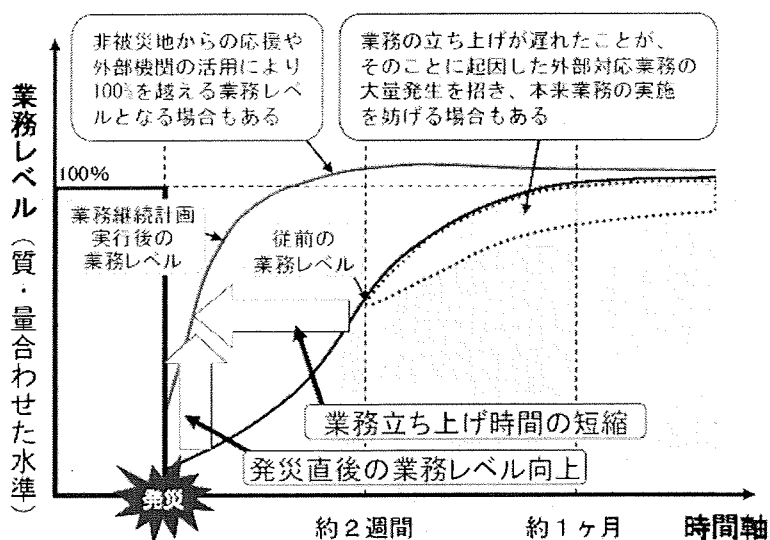 非被災地からの応援や
外部機関の活用により
100%を越える業務レベ
ルとなる場合もある
業務の立ち上げが遅れたことが、
そのことに起因した外部対応業務の
大量発生を招き、本来業務の実施
を妨げる場合もある
業務レベル（質・量合わせた水準）
100%
業務継続計画
実行後の
業務レベル
従前の
業務レベル
業務立ち上げ時間の短縮
発災直後の業務レベル向上
発災
約２週間
約１ヶ月
時間軸